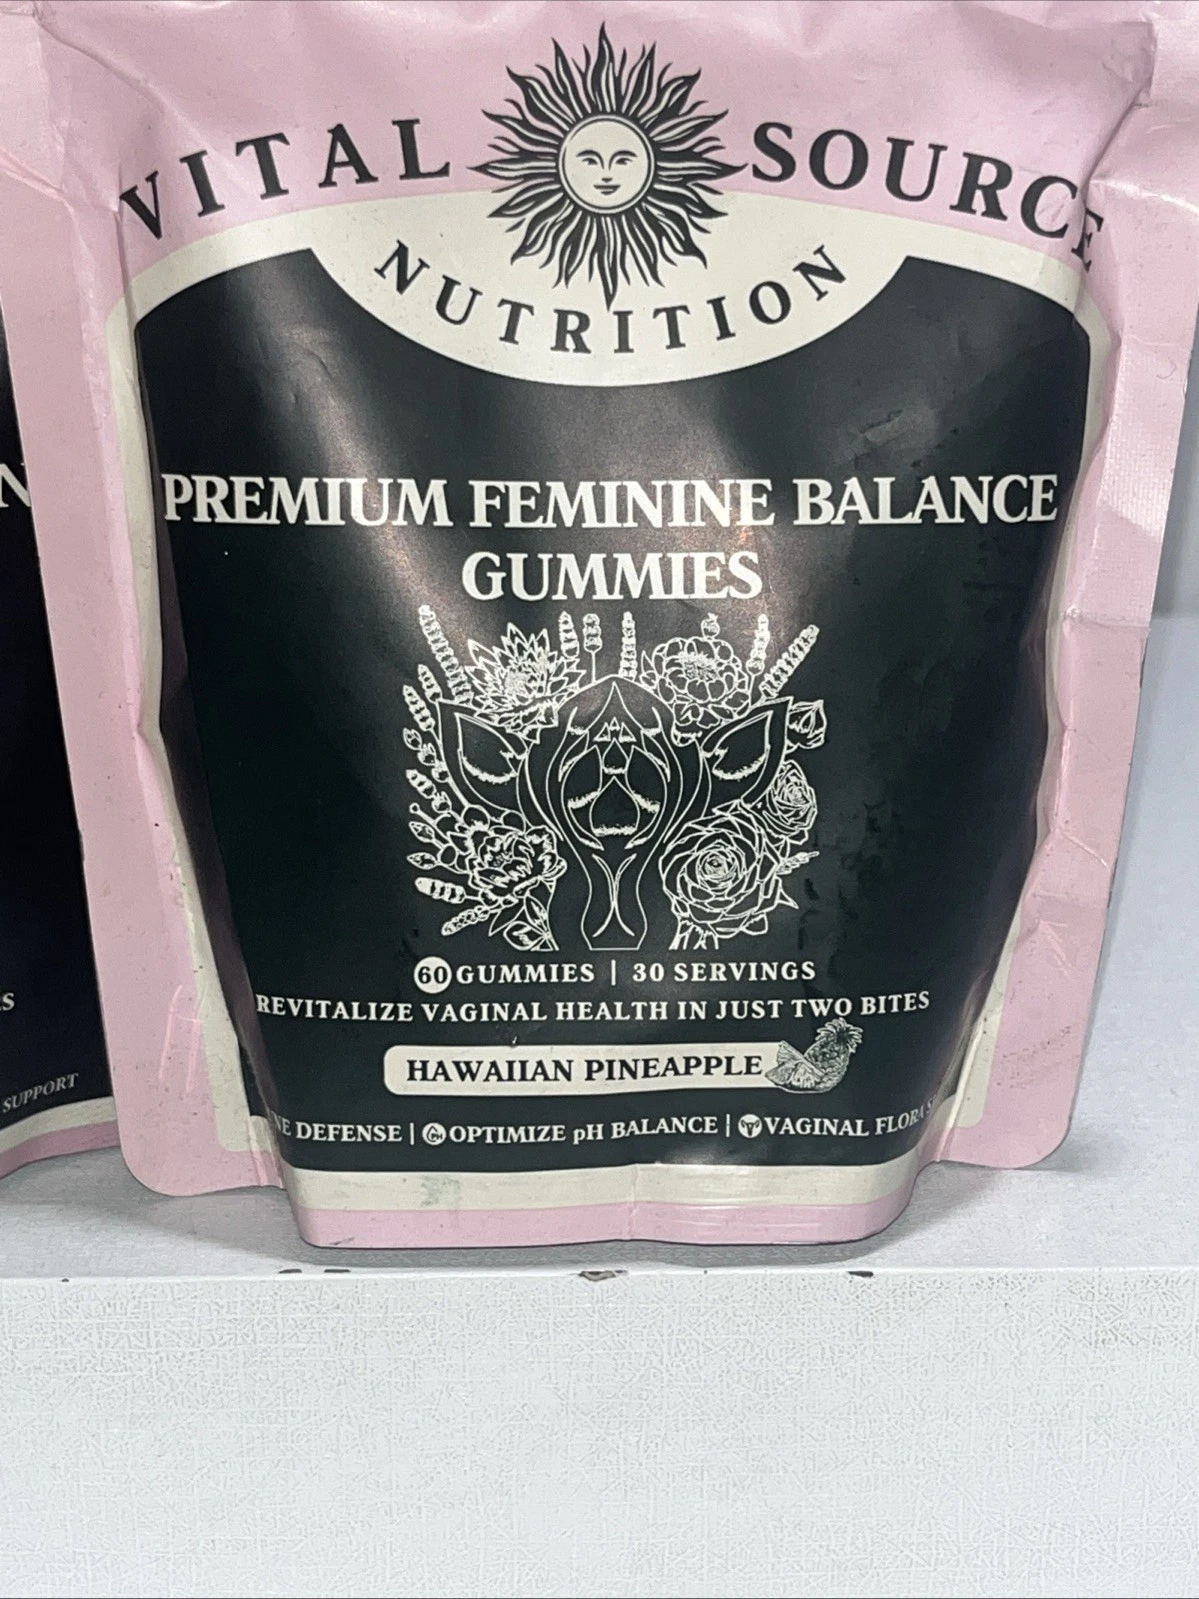 VITAL SOURCE
NUTRITION
PREMIUM FEMININE BALANCE
GUMMIES
60 GUMMIES | 30 SERVINGS
REVITALIZE VAGINAL HEALTH IN JUST TWO BITES
HAWAIIAN PINEAPPLE
DEFENSE | OPTIMIZE pH BALANCE | VAGINAL FLORA
SUPPORT